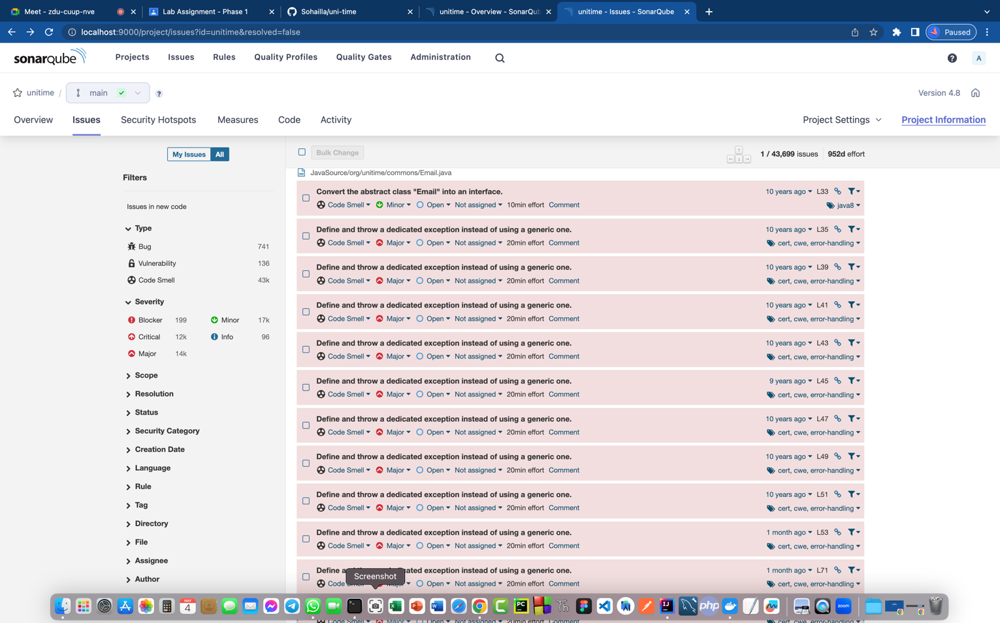 Meet - zdu-cuup-nve
Lab Assignment - Phase 1
Sohailla/uni-time
unitime - Overview - SonarQub
unitime - Issues - SonarQube
localhost:9000/project/issues?id=unitime&resolved=false
Paused
sonarqube
Projects
Issues
Rules
Quality Profiles
Quality Gates
Administration
?
A
unitime / main ?
Version 4.8
Overview
Issues
Security Hotspots
Measures
Code
Activity
Project Settings
Project Information
My Issues All
Bulk Change
1 / 43,699 issues 952d effort
Filters
Issues in new code
Type
Bug 741
Vulnerability 136
Code Smell 43k
Severity
Blocker 199 Minor 17k
Critical 12k Info 96
Major 14k
Scope
Resolution
Status
Security Category
Creation Date
Language
Rule
Tag
Directory
File
Assignee
Author
JavaSource/org/unitime/commons/Email.java
Convert the abstract class "Email" into an interface. 10 years ago L33
Code Smell Minor Open Not assigned 10min effort Comment java8
Define and throw a dedicated exception instead of using a generic one. 10 years ago L35
Code Smell Major Open Not assigned 20min effort Comment cert, cwe, error-handling
Define and throw a dedicated exception instead of using a generic one. 10 years ago L39
Code Smell Major Open Not assigned 20min effort Comment cert, cwe, error-handling
Define and throw a dedicated exception instead of using a generic one. 10 years ago L41
Code Smell Major Open Not assigned 20min effort Comment cert, cwe, error-handling
Define and throw a dedicated exception instead of using a generic one. 10 years ago L43
Code Smell Major Open Not assigned 20min effort Comment cert, cwe, error-handling
Define and throw a dedicated exception instead of using a generic one. 9 years ago L45
Code Smell Major Open Not assigned 20min effort Comment cert, cwe, error-handling
Define and throw a dedicated exception instead of using a generic one. 10 years ago L47
Code Smell Major Open Not assigned 20min effort Comment cert, cwe, error-handling
Define and throw a dedicated exception instead of using a generic one. 10 years ago L49
Code Smell Major Open Not assigned 20min effort Comment cert, cwe, error-handling
Define and throw a dedicated exception instead of using a generic one. 10 years ago L51
Code Smell Major Open Not assigned 20min effort Comment cert, cwe, error-handling
Define and throw a dedicated exception instead of using a generic one. 1 month ago L53
Code Smell Major Open Not assigned 20min effort Comment cert, cwe, error-handling
Define a dedicated exception instead of using a generic one. 1 month ago L71
Code Open Not assigned 20min effort Comment cert, cwe, error-handling
Screenshot
MAY
4
PC
Th
IJ
php
zoom